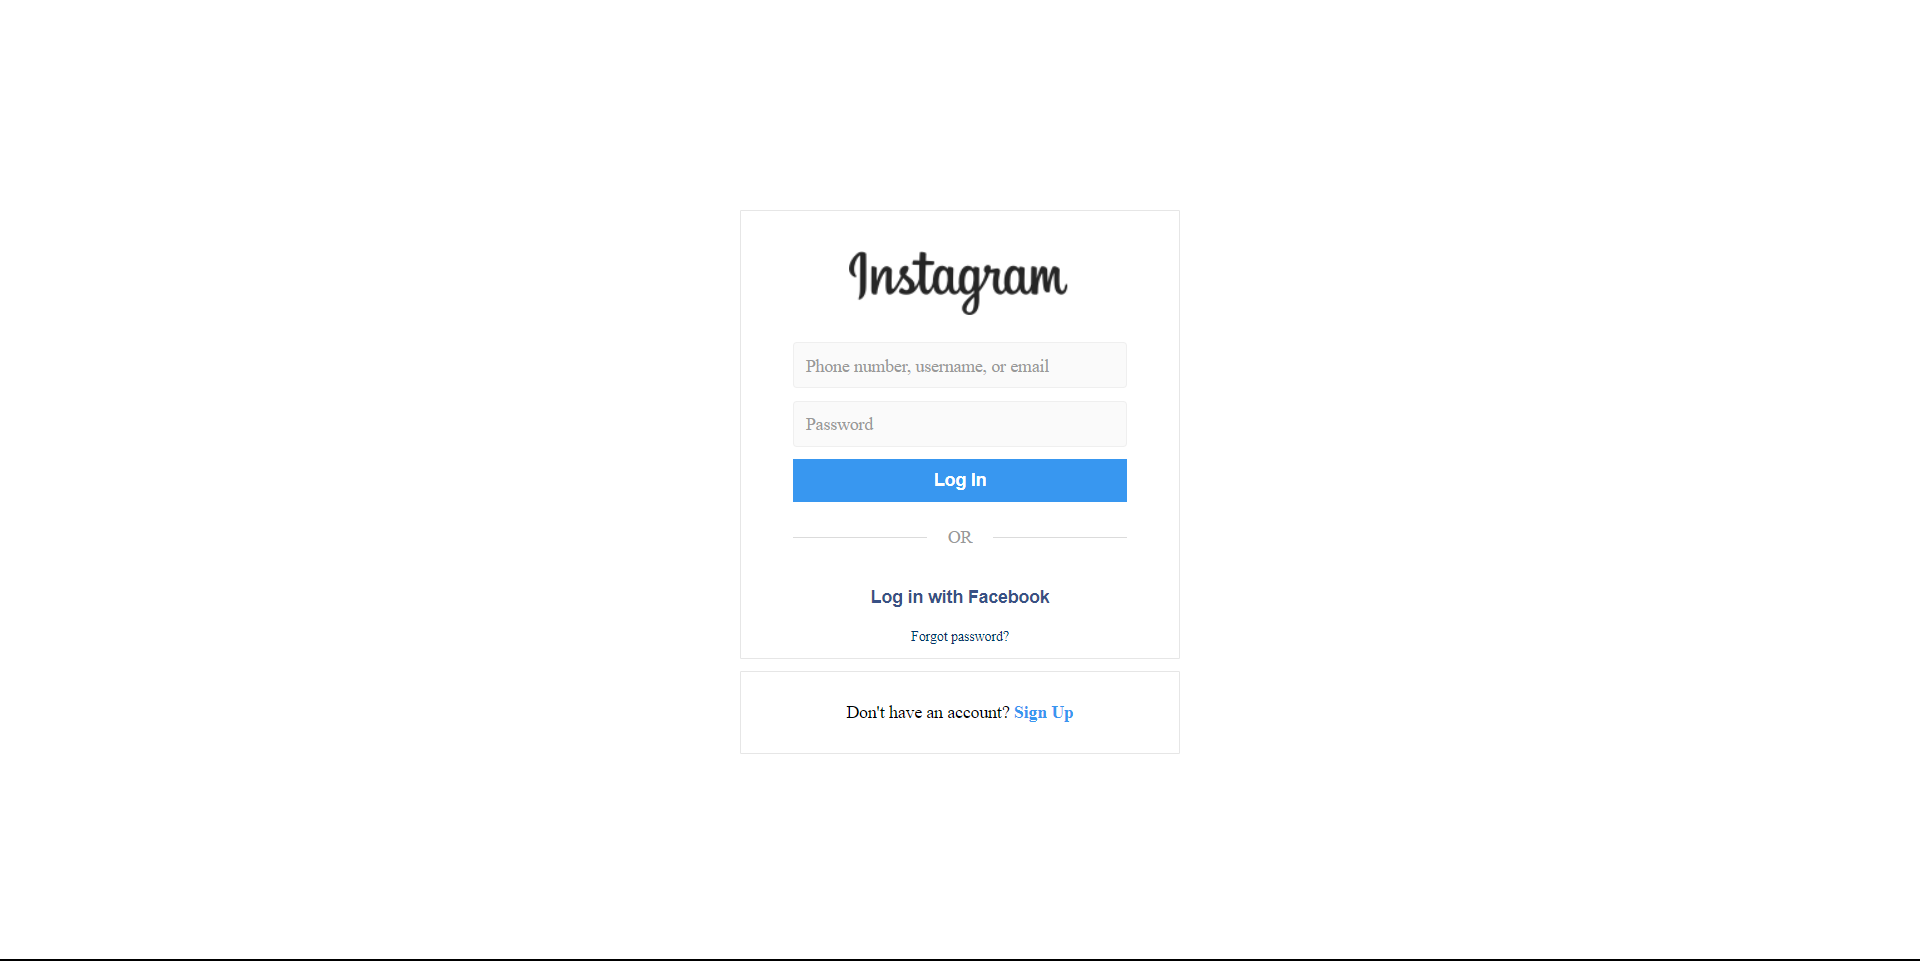 Instagram
Phone number, username, or email
Password
Log In
OR
Log in with Facebook
Forgot password?
Don't have an account? Sign Up